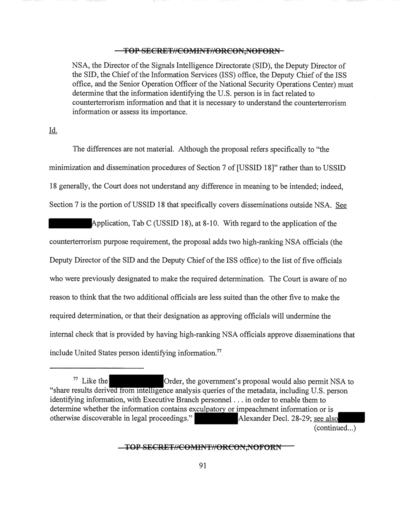 TOP SECRET//COMINT//ORCON,NOFORN
NSA, the Director of the Signals Intelligence Directorate (SID), the Deputy Director of
the SID, the Chief of the Information Services (ISS) office, the Deputy Chief of the ISS
office, and the Senior Operation Officer of the National Security Operations Center) must
determine that the information identifying the U.S. person is in fact related to
counterterrorism information and that it is necessary to understand the counterterrorism
information or assess its importance.
Id.
The differences are not material. Although the proposal refers specifically to "the
minimization and dissemination procedures of Section 7 of [USSID 18]" rather than to USSID
18 generally, the Court does not understand any difference in meaning to be intended; indeed,
Section 7 is the portion of USSID 18 that specifically covers disseminations outside NSA. See
Application, Tab C (USSID 18), at 8-10. With regard to the application of the
counterterrorism purpose requirement, the proposal adds two high-ranking NSA officials (the
Deputy Director of the SID and the Deputy Chief of the ISS office) to the list of five officials
who were previously designated to make the required determination. The Court is aware of no
reason to think that the two additional officials are less suited than the other five to make the
required determination, or that their designation as approving officials will undermine the
internal check that is provided by having high-ranking NSA officials approve disseminations that
include United States person identifying information.77
77 Like the Order, the government's proposal would also permit NSA to
"share results derived from intelligence analysis queries of the metadata, including U.S. person
identifying information, with Executive Branch personnel . . . in order to enable them to
determine whether the information contains exculpatory or impeachment information or is
otherwise discoverable in legal proceedings." Alexander Decl. 28-29; see also
(continued...)
TOP SECRET//COMINT//ORCON,NOFORN
91